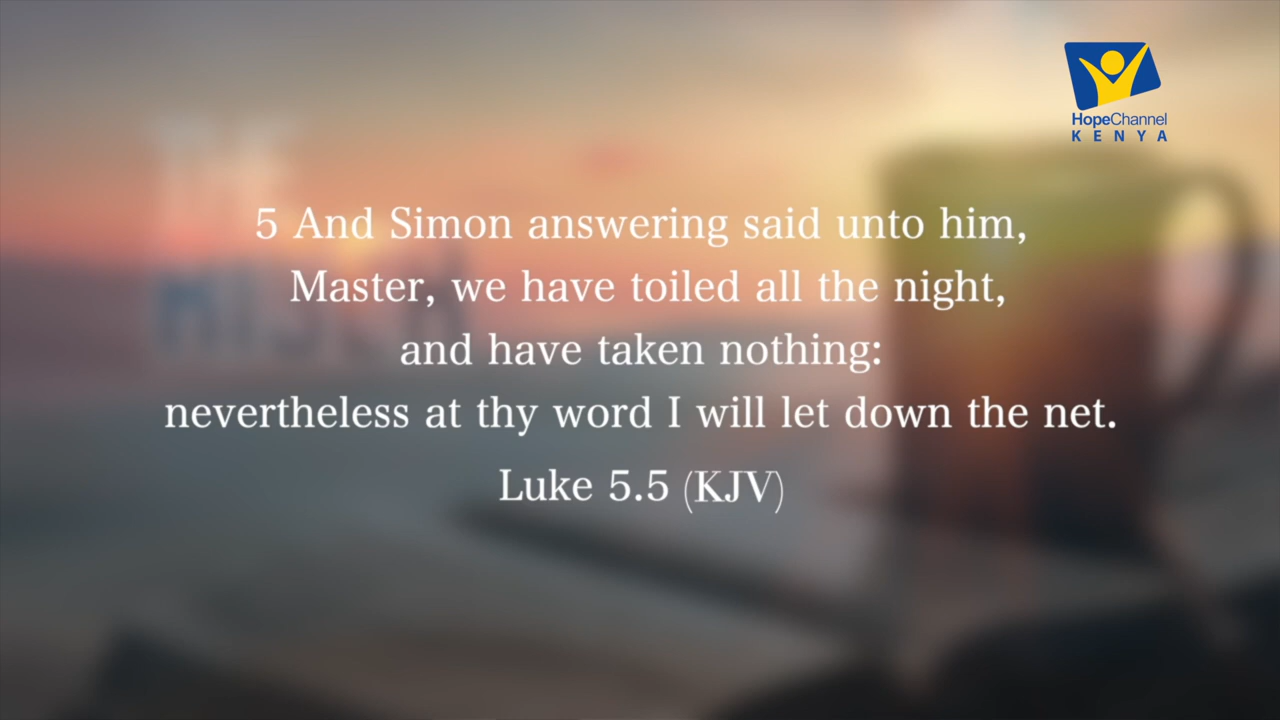 HopeChannel
KENYA
5 And Simon answering said unto him,
Master, we have toiled all the night,
and have taken nothing:
nevertheless at thy word I will let down the net.
Luke 5.5 (KJV)